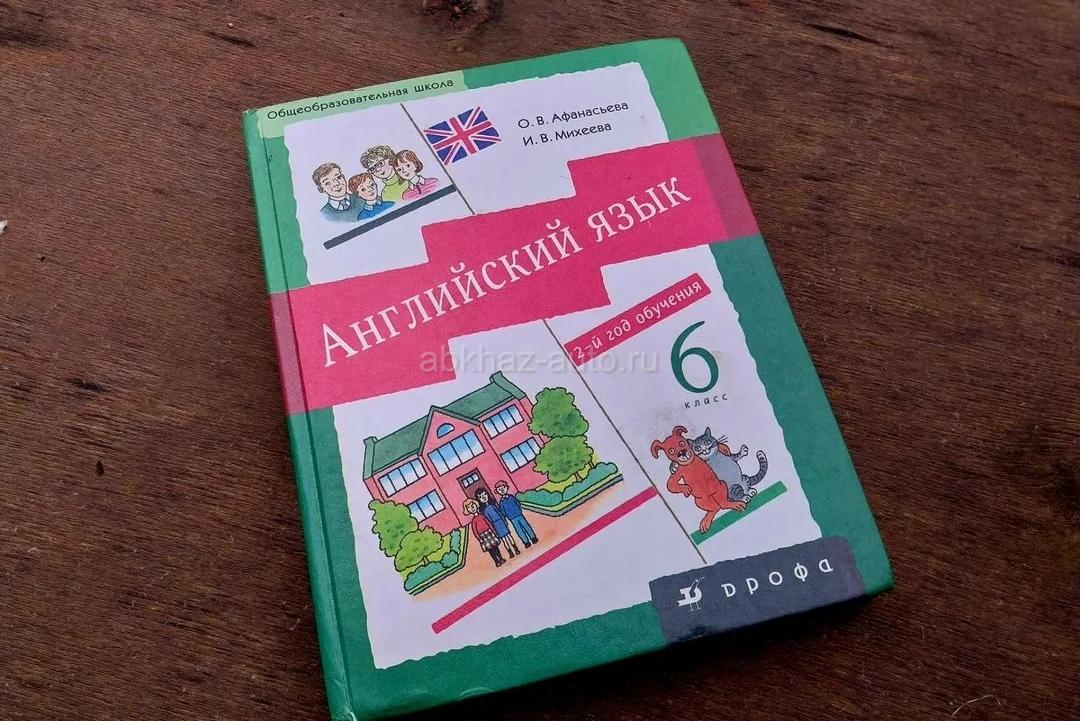 Общеобразовательная школа
О. В. Афанасьева
И. В. Михеева
Английский язык
2-й год обучения
abkhaz-auto.ru
6
класс
дрофа